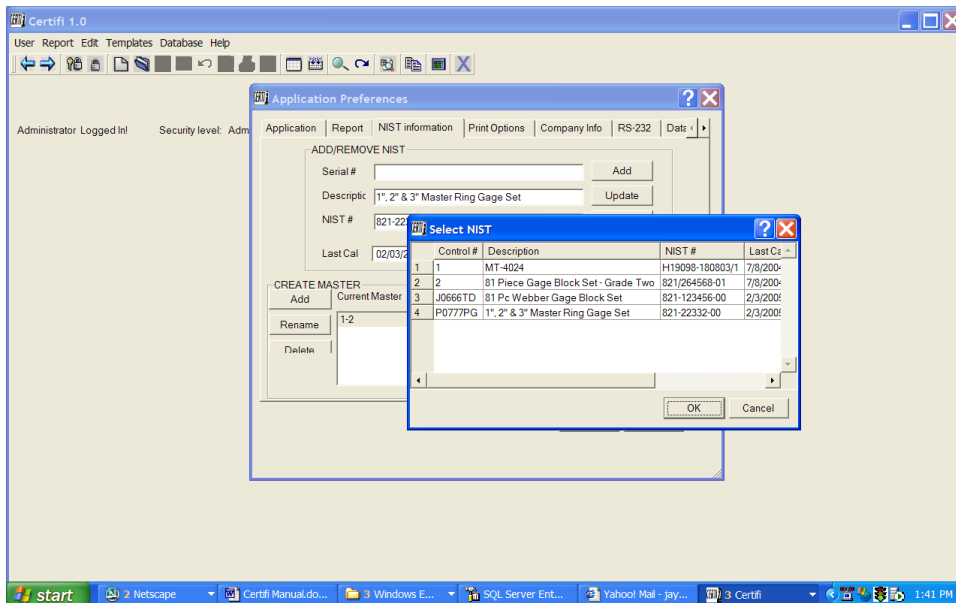 Certifi 1.0
User Report Edit Templates Database Help
Administrator Logged In! Security level: Adm
Application Preferences
Application Report NIST information Print Options Company Info RS-232 Data
ADD/REMOVE NIST
Serial # Add
Descriptic 1", 2" & 3" Master Ring Gage Set Update
NIST # 821-22
Last Cal 02/03/2
CREATE MASTER
Add Current Master
Rename 1-2
Delete
Select NIST
Control # Description NIST # Last Ca
1 1 MT-4024 H19098-180803/1 7/8/2004
2 2 81 Piece Gage Block Set - Grade Two 821/264568-01 7/8/2004
3 J0666TD 81 Pc Webber Gage Block Set 821-123456-00 2/3/2005
4 P0777PG 1", 2" & 3" Master Ring Gage Set 821-22332-00 2/3/2005
OK Cancel
start 2 Netscape Certifi Manual.do... 3 Windows E... SQL Server Ent... Yahoo! Mail - jay... 3 Certifi 1:41 PM